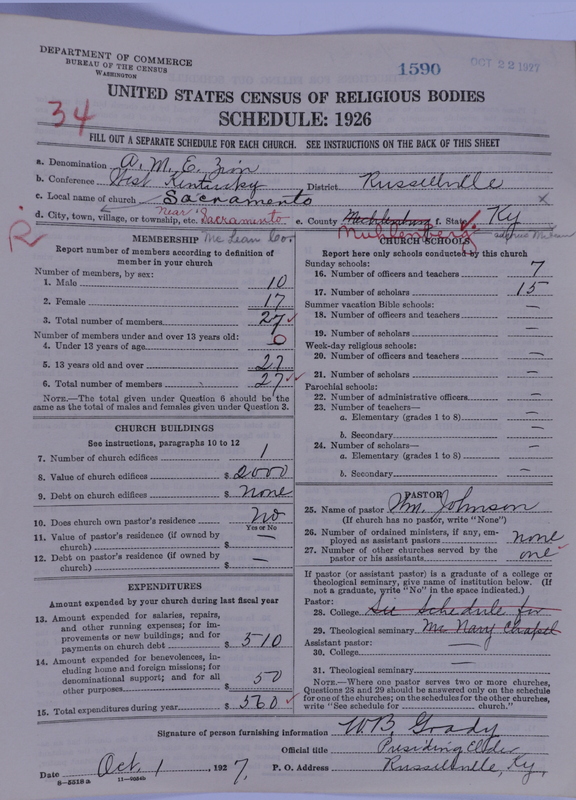 DEPARTMENT OF COMMERCE
BUREAU OF THE CENSUS
WASHINGTON
1590
OCT 22 1927
UNITED STATES CENSUS OF RELIGIOUS BODIES
SCHEDULE: 1926
34
FILL OUT A SEPARATE SCHEDULE FOR EACH CHURCH. SEE INSTRUCTIONS ON THE BACK OF THIS SHEET
a. Denomination A. M. E. Zion
b. Conference West Kentucky District Russellville
c. Local name of church Sacramento x
d. City, town, village, or township, etc. Near Sacramento e. County Muhlenburg f. State Ky
R
Muhlenberg
MEMBERSHIP McLean Co.
Report number of members according to definition of
member in your church
Number of members, by sex:
1. Male 10
2. Female 17
3. Total number of members 27
Number of members under and over 13 years old:
4. Under 13 years of age 0
5. 13 years old and over 27
6. Total number of members 27
NOTE.—The total given under Question 6 should be the
same as the total of males and females given under Question 3.
CHURCH BUILDINGS
See instructions, paragraphs 10 to 12
7. Number of church edifices 1
8. Value of church edifices $ 2000
9. Debt on church edifices $ None
10. Does church own pastor's residence No
Yes or No
11. Value of pastor's residence (if owned by
church) $ —
12. Debt on pastor's residence (if owned by
church) $ —
EXPENDITURES
Amount expended by your church during last fiscal year
13. Amount expended for salaries, repairs,
and other running expenses; for im-
provements or new buildings; and for
payments on church debt $ 510
14. Amount expended for benevolences, in-
cluding home and foreign missions; for
denominational support; and for all
other purposes $ 50
15. Total expenditures during year $ 560
CHURCH SCHOOLS
Report here only schools conducted by this church
Sunday schools:
16. Number of officers and teachers 7
17. Number of scholars 15
Summer vacation Bible schools:
18. Number of officers and teachers —
19. Number of scholars —
Week-day religious schools:
20. Number of officers and teachers —
21. Number of scholars —
Parochial schools:
22. Number of administrative officers —
23. Number of teachers—
a. Elementary (grades 1 to 8) —
b. Secondary —
24. Number of scholars—
a. Elementary (grades 1 to 8) —
b. Secondary —
PASTOR
25. Name of pastor Wm. Johnson
(If church has no pastor, write "None")
26. Number of ordained ministers, if any, em-
ployed as assistant pastors none
27. Number of other churches served by the
pastor or his assistants one
If pastor (or assistant pastor) is a graduate of a college or
theological seminary, give name of institution below. (If
not a graduate, write "No" in the space indicated.)
Pastor:
28. College See Schedule for
29. Theological seminary Mc Nary Chapel
Assistant pastor: —
30. College —
31. Theological seminary
NOTE.—Where one pastor serves two or more churches,
Questions 28 and 29 should be answered only on the schedule
for one of the churches; on the schedules for the other churches,
write "See schedule for church."
Signature of person furnishing information W. B. Grady
Official title Presiding Elder
Date Oct. 1, 1927. P. O. Address Russellville, Ky.
8—5518 a